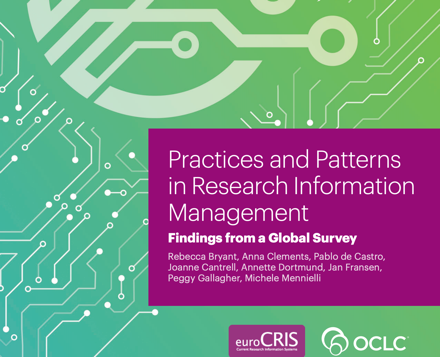 Practices and Patterns
in Research Information
Management
Findings from a Global Survey
Rebecca Bryant, Anna Clements, Pablo de Castro,
Joanne Cantrell, Annette Dortmund, Jan Fransen,
Peggy Gallagher, Michele Mennielli
euroCRIS
Current Research Information Systems
OCLC